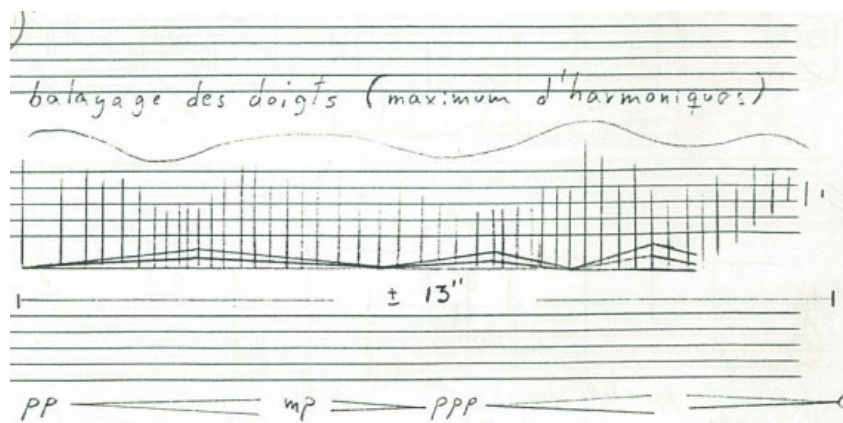 balayage des doigts (maximum d'harmoniques)
± 13"
pp mp ppp